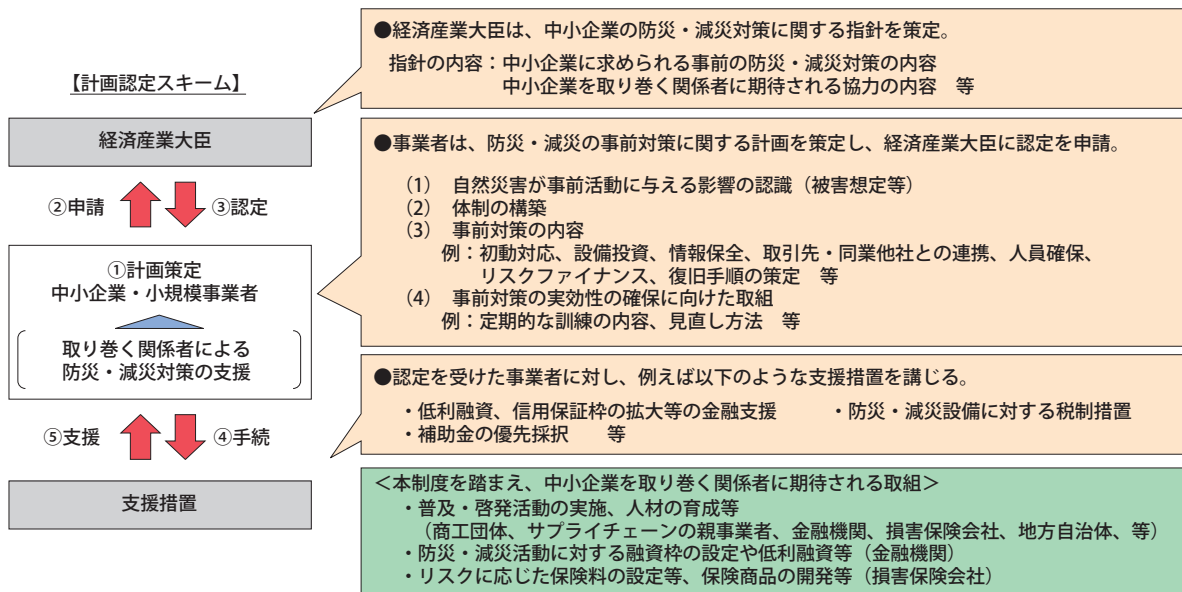 【計画認定スキーム】
経済産業大臣
②申請
③認定
①計画策定
中小企業・小規模事業者
取り巻く関係者による
防災・減災対策の支援
⑤支援
④手続
支援措置
●経済産業大臣は、中小企業の防災・減災対策に関する指針を策定。
指針の内容：中小企業に求められる事前の防災・減災対策の内容
中小企業を取り巻く関係者に期待される協力の内容　等
●事業者は、防災・減災の事前対策に関する計画を策定し、経済産業大臣に認定を申請。
（1）　自然災害が事前活動に与える影響の認識（被害想定等）
（2）　体制の構築
（3）　事前対策の内容
例：初動対応、設備投資、情報保全、取引先・同業他社との連携、人員確保、
リスクファイナンス、復旧手順の策定　等
（4）　事前対策の実効性の確保に向けた取組
例：定期的な訓練の内容、見直し方法　等
●認定を受けた事業者に対し、例えば以下のような支援措置を講じる。
・低利融資、信用保証枠の拡大等の金融支援　　・防災・減災設備に対する税制措置
・補助金の優先採択　　等
＜本制度を踏まえ、中小企業を取り巻く関係者に期待される取組＞
・普及・啓発活動の実施、人材の育成等
（商工団体、サプライチェーンの親事業者、金融機関、損害保険会社、地方自治体、等）
・防災・減災活動に対する融資枠の設定や低利融資等（金融機関）
・リスクに応じた保険料の設定等、保険商品の開発等（損害保険会社）